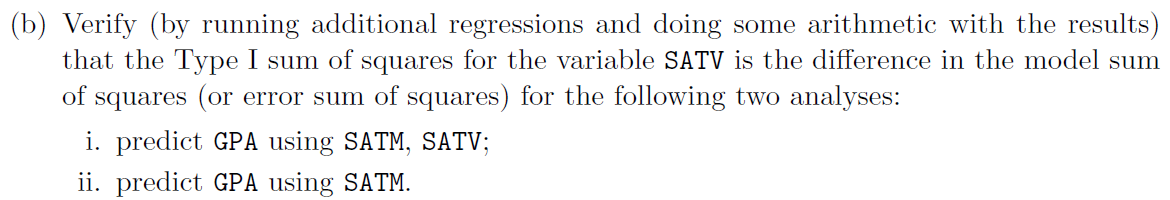 (b) Verify (by running additional regressions and doing some arithmetic with the results)
that the Type I sum of squares for the variable SATV is the difference in the model sum
of squares (or error sum of squares) for the following two analyses:
i. predict GPA using SATM, SATV;
ii. predict GPA using SATM.